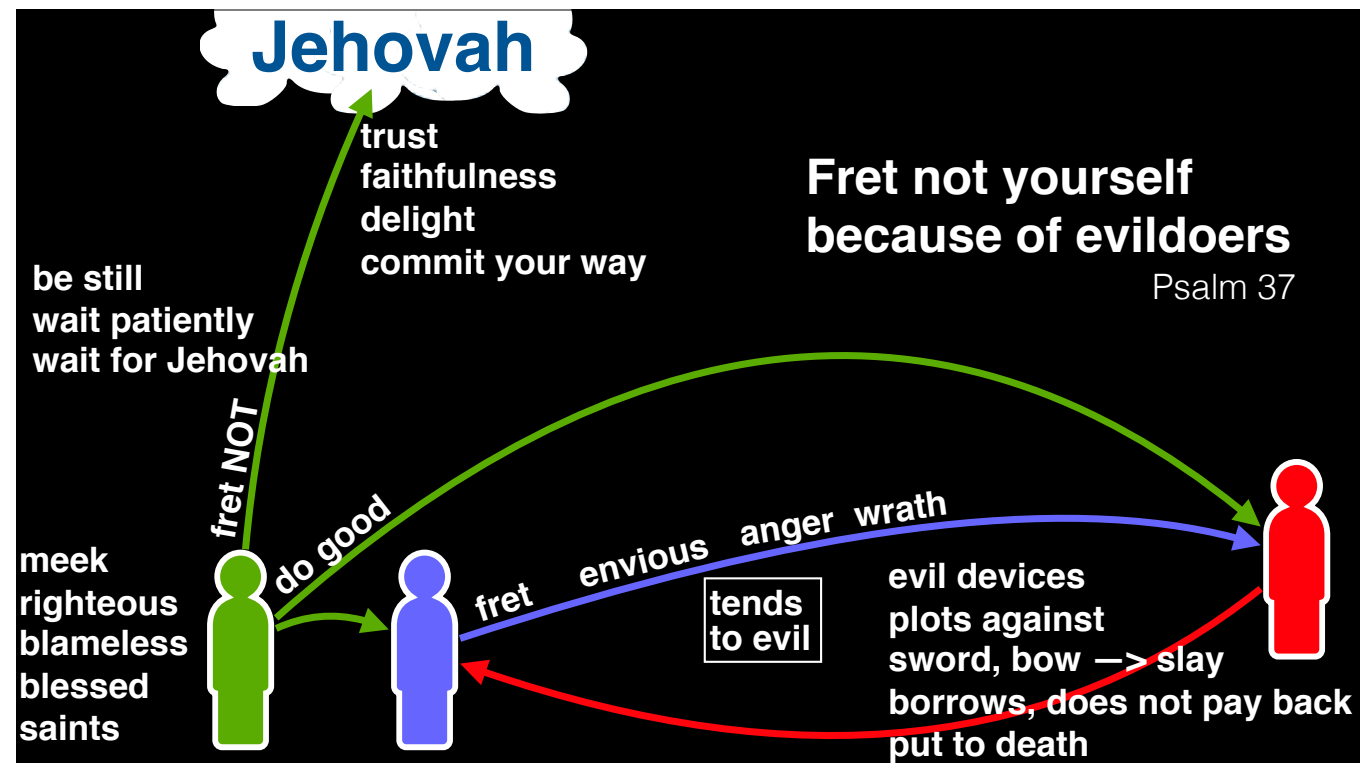 Jehovah
trust
faithfulness
delight
commit your way
Fret not yourself
because of evildoers
Psalm 37
be still
wait patiently
wait for Jehovah
fret NOT
do good
meek
righteous
blameless
blessed
saints
fret envious anger wrath
tends
to evil
evil devices
plots against
sword, bow —> slay
borrows, does not pay back
put to death